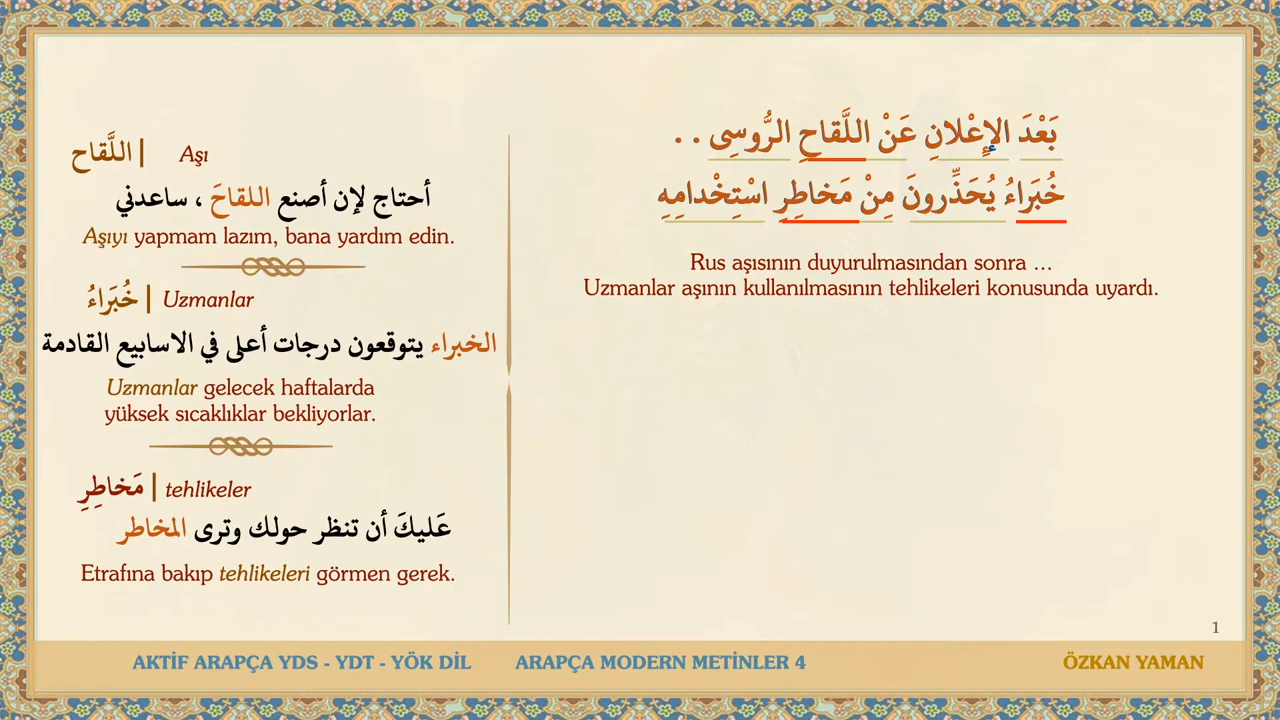 اللَّقاح | Aşı
أحتاج لإن أصنع اللقاحَ ، ساعدني
Aşıyı yapmam lazım, bana yardım edin.
خُبَراءُ | Uzmanlar
الخبراء يتوقعون درجات أعلى في الاسابيع القادمة
Uzmanlar gelecek haftalarda
yüksek sıcaklıklar bekliyorlar.
مَخاطِرِ | tehlikeler
عَليكَ أن تنظر حولك وترى المخاطر
Etrafına bakıp tehlikeleri görmen gerek.
بَعْدَ الإِعْلانِ عَنْ اللَّقاحِ الرُّوسِى . .
خُبَراءُ يُحَذِّرونَ مِنْ مَخاطِرِ اسْتِخْدامِهِ
Rus aşısının duyurulmasından sonra ...
Uzmanlar aşının kullanılmasının tehlikeleri konusunda uyardı.
1
AKTİF ARAPÇA YDS - YDT - YÖK DİL ARAPÇA MODERN METİNLER 4 ÖZKAN YAMAN